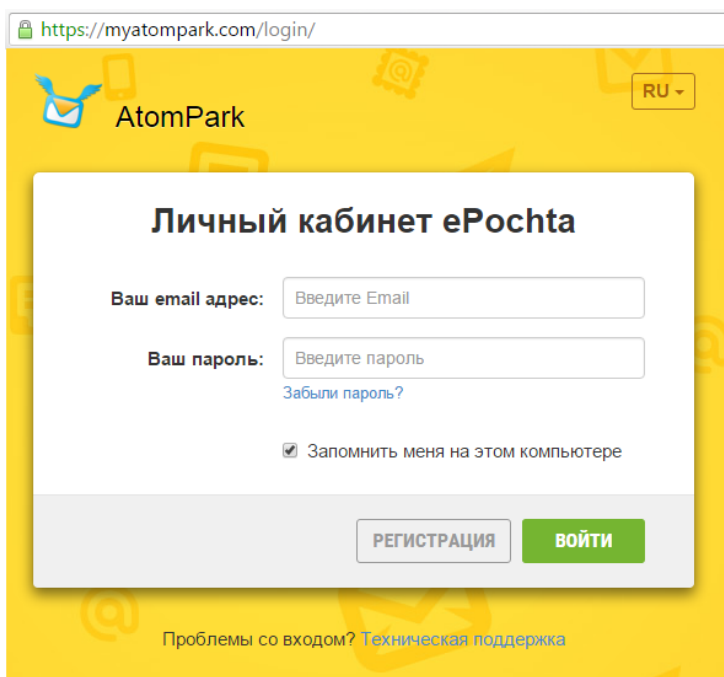 https://myatompark.com/login/
AtomPark
RU
Личный кабинет ePochta
Ваш email адрес: Введите Email
Ваш пароль: Введите пароль
Забыли пароль?
Запомнить меня на этом компьютере
РЕГИСТРАЦИЯ ВОЙТИ
Проблемы со входом? Техническая поддержка